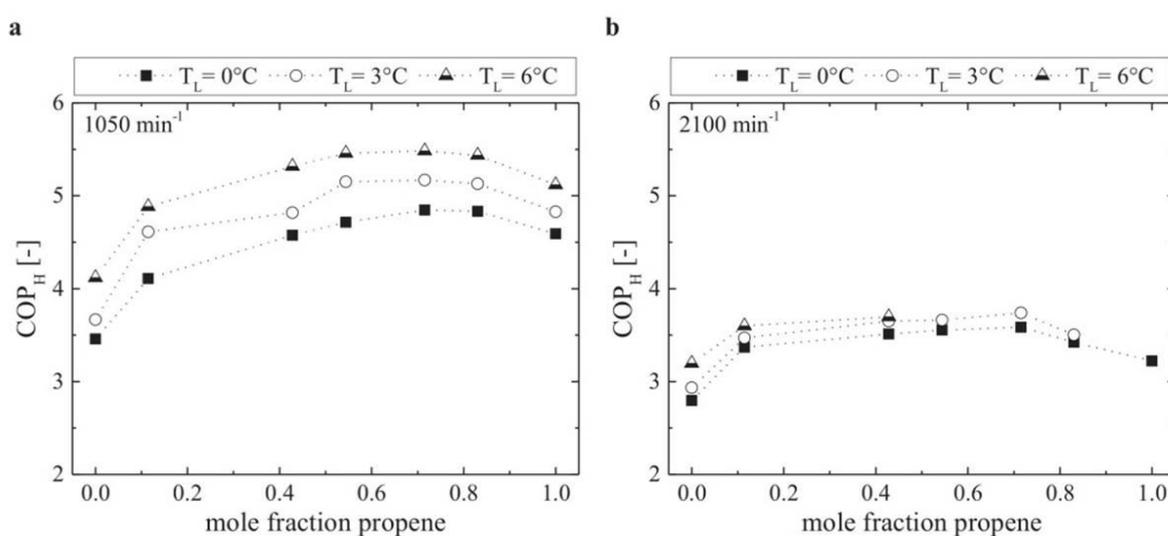 a
T_L= 0°C T_L= 3°C T_L= 6°C
1050 min⁻¹
6
5
4
3
2
COP_H [-]
0.0 0.2 0.4 0.6 0.8 1.0
mole fraction propene
b
T_L= 0°C T_L= 3°C T_L= 6°C
2100 min⁻¹
6
5
4
3
2
COP_H [-]
0.0 0.2 0.4 0.6 0.8 1.0
mole fraction propene